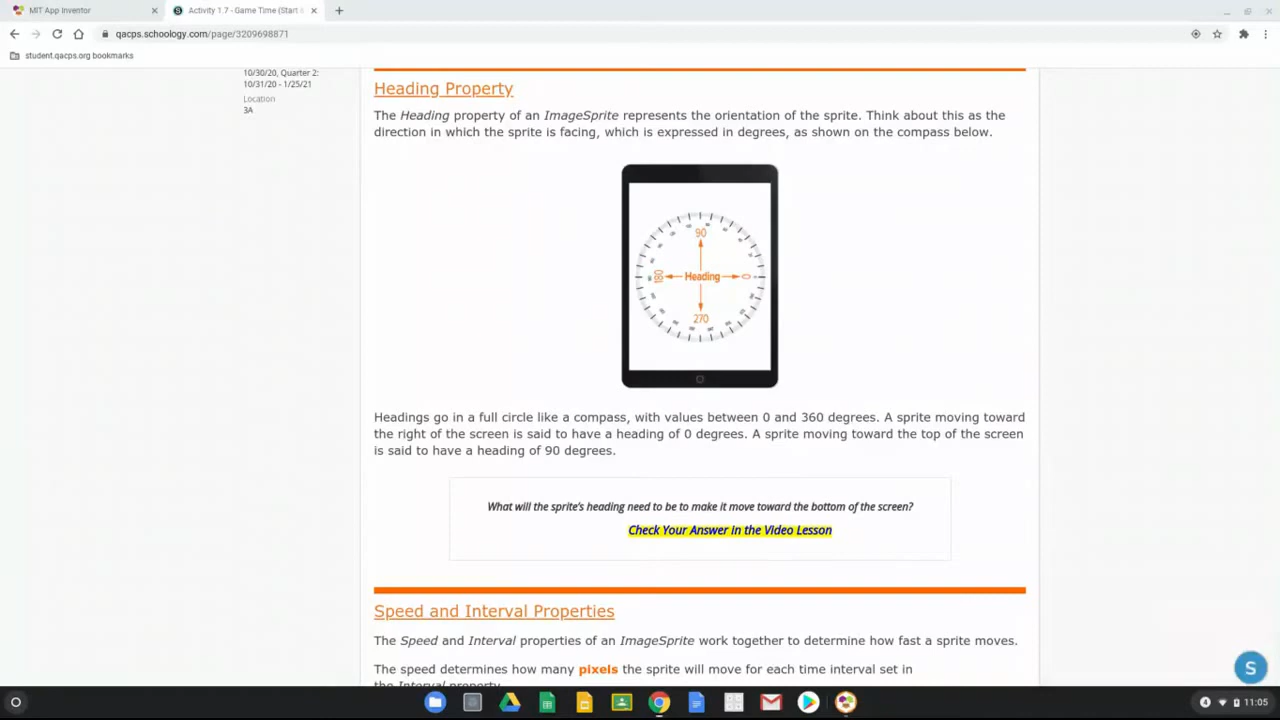 MIT App Inventor
Activity 1.7 - Game Time (Start
qacps.schoology.com/page/3209698871
student.qacps.org bookmarks
10/30/20, Quarter 2:
10/31/20 - 1/25/21
Location
3A
Heading Property
The Heading property of an ImageSprite represents the orientation of the sprite. Think about this as the
direction in which the sprite is facing, which is expressed in degrees, as shown on the compass below.
90
180 Heading 0
270
Headings go in a full circle like a compass, with values between 0 and 360 degrees. A sprite moving toward
the right of the screen is said to have a heading of 0 degrees. A sprite moving toward the top of the screen
is said to have a heading of 90 degrees.
What will the sprite's heading need to be to make it move toward the bottom of the screen?
Check Your Answer in the Video Lesson
Speed and Interval Properties
The Speed and Interval properties of an ImageSprite work together to determine how fast a sprite moves.
The speed determines how many pixels the sprite will move for each time interval set in
the Interval property.
S
4 11:05